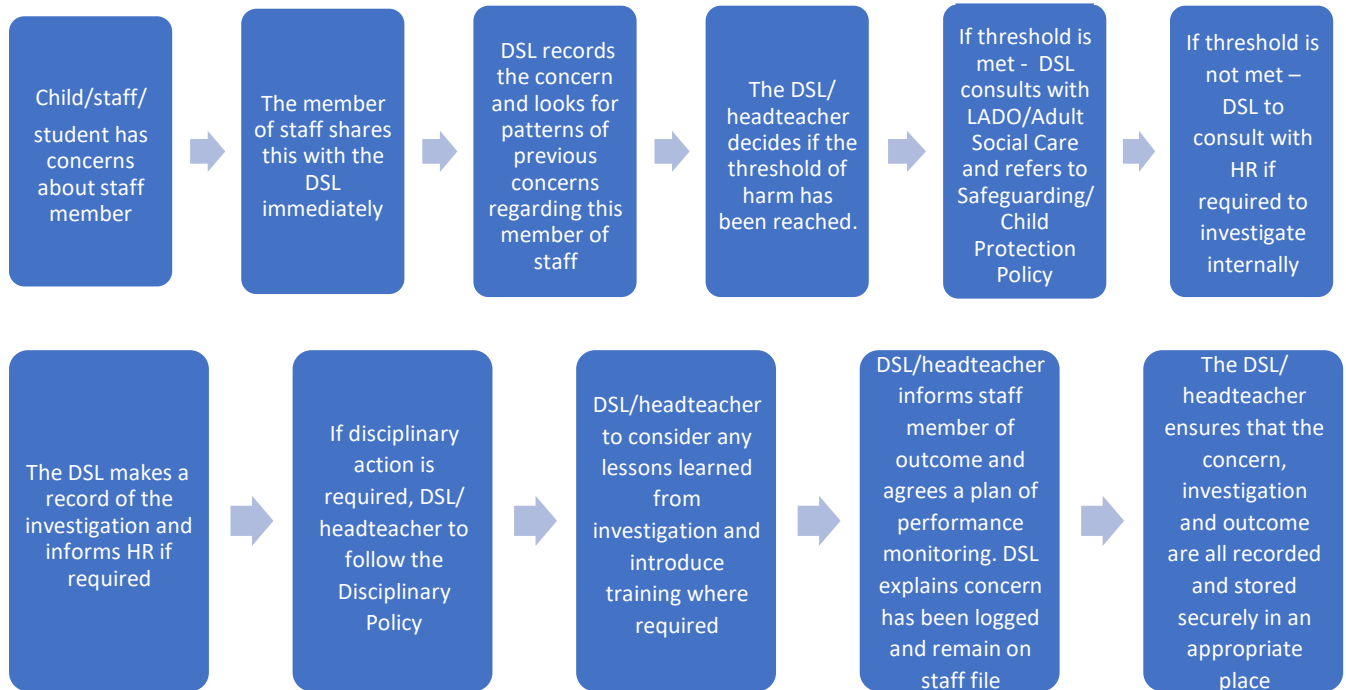 Child/staff/
student has
concerns
about staff
member
The member
of staff shares
this with the
DSL
immediately
DSL records
the concern
and looks for
patterns of
previous
concerns
regarding this
member of
staff
The DSL/
headteacher
decides if the
threshold of
harm has
been reached.
If threshold is
met - DSL
consults with
LADO/Adult
Social Care
and refers to
Safeguarding/
Child
Protection
Policy
If threshold is
not met –
DSL to
consult with
HR if
required to
investigate
internally
The DSL makes a
record of the
investigation and
informs HR if
required
If disciplinary
action is
required, DSL/
headteacher to
follow the
Disciplinary
Policy
DSL/headteacher
to consider any
lessons learned
from
investigation and
introduce
training where
required
DSL/headteacher
informs staff
member of
outcome and
agrees a plan of
performance
monitoring. DSL
explains concern
has been logged
and remain on
staff file
The DSL/
headteacher
ensures that the
concern,
investigation
and outcome
are all recorded
and stored
securely in an
appropriate
place